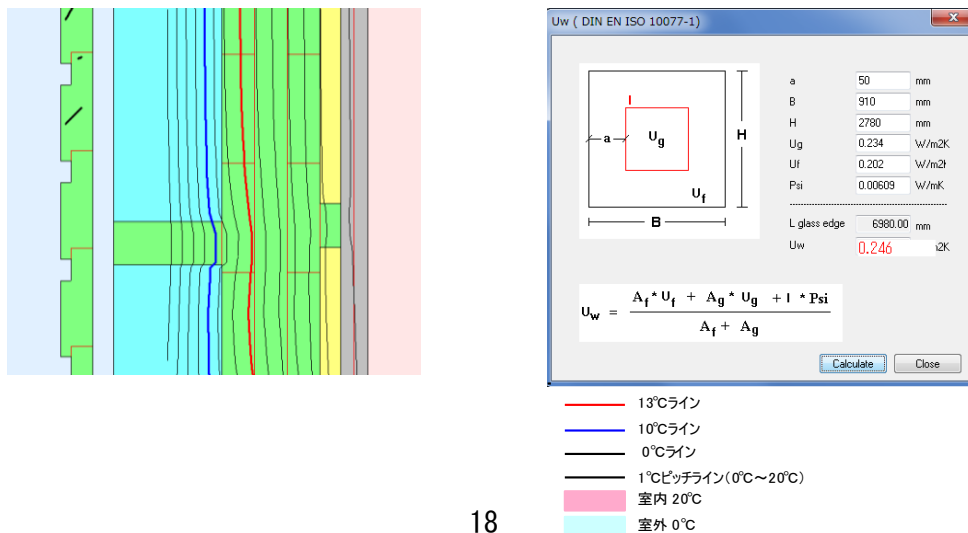 Uw ( DIN EN ISO 10077-1)
a 50 mm
B 910 mm
H 2780 mm
Ug 0.234 W/m2K
Uf 0.202 W/m2
Psi 0.00609 W/mK
L glass edge 6980.00 mm
Uw 0.246 2K
l
a Ug H
Uf
B
Af * Uf + Ag * Ug + l * Psi
Uw =
Af + Ag
Calculate Close
13℃ライン
10℃ライン
0℃ライン
1℃ピッチライン(0℃～20℃)
室内 20℃
室外 0℃
18